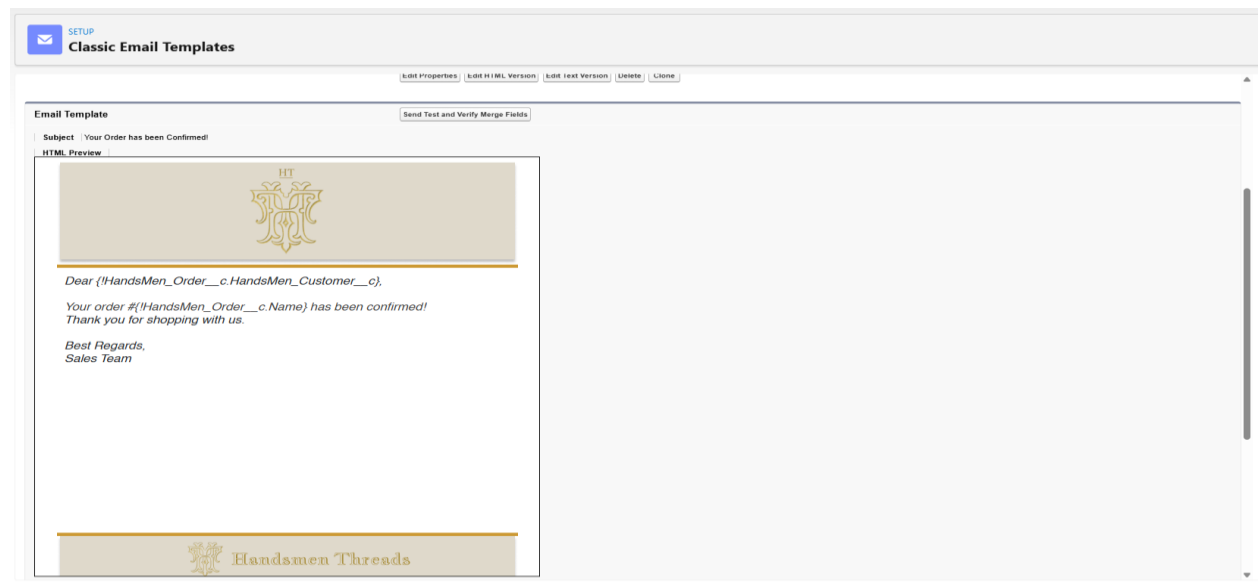 SETUP
Classic Email Templates
Edit Properties Edit HTML Version Edit Text Version Delete Clone
Email Template Send Test and Verify Merge Fields
Subject Your Order has been Confirmed!
HTML Preview
HT
Dear {!HandsMen_Order__c.HandsMen_Customer__c},
Your order #{!HandsMen_Order__c.Name} has been confirmed!
Thank you for shopping with us.
Best Regards,
Sales Team
Handsmen Threads